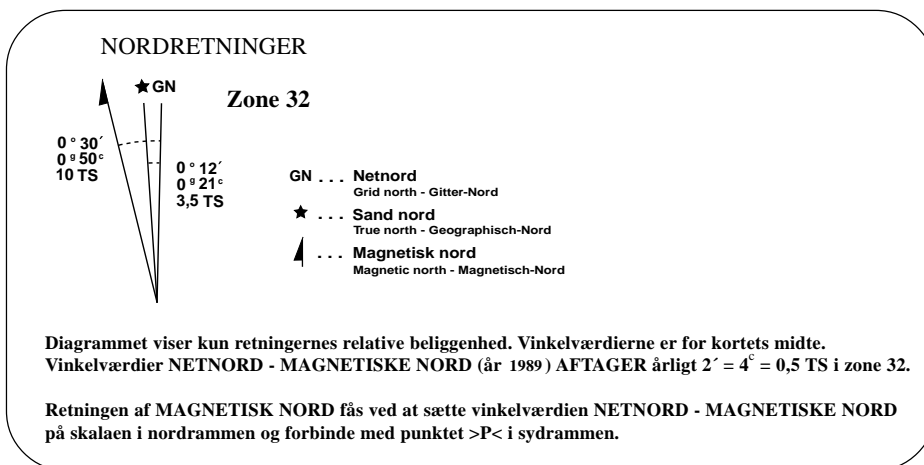 NORDRETNINGER
★ GN
Zone 32
0 ° 30´
0 ᵍ 50 ᶜ
10 TS
0 ° 12´
0 ᵍ 21 ᶜ
3,5 TS
GN . . . Netnord
Grid north - Gitter-Nord
★ . . . Sand nord
True north - Geographisch-Nord
. . . Magnetisk nord
Magnetic north - Magnetisch-Nord
Diagrammet viser kun retningernes relative beliggenhed. Vinkelværdierne er for kortets midte.
Vinkelværdier NETNORD - MAGNETISKE NORD (år 1989) AFTAGER årligt 2´ = 4ᶜ = 0,5 TS i zone 32.
Retningen af MAGNETISK NORD fås ved at sætte vinkelværdien NETNORD - MAGNETISKE NORD
på skalaen i nordrammen og forbinde med punktet >P< i sydrammen.